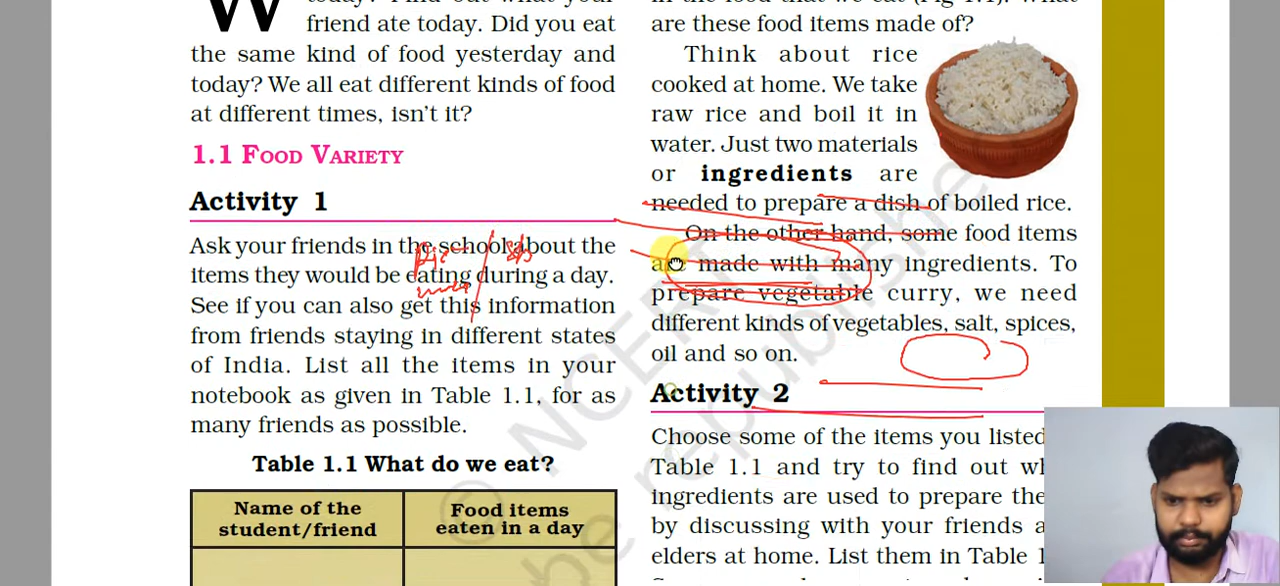 friend ate today. Did you eat
the same kind of food yesterday and
today? We all eat different kinds of food
at different times, isn't it?
1.1 FOOD VARIETY
Activity 1
Ask your friends in the school about the
items they would be eating during a day.
See if you can also get this information
from friends staying in different states
of India. List all the items in your
notebook as given in Table 1.1, for as
many friends as possible.
Table 1.1 What do we eat?
Name of the
student/friend
Food items
eaten in a day
are these food items made of?
Think about rice
cooked at home. We take
raw rice and boil it in
water. Just two materials
or ingredients are
needed to prepare a dish of boiled rice.
On the other hand, some food items
are made with many ingredients. To
prepare vegetable curry, we need
different kinds of vegetables, salt, spices,
oil and so on.
Activity 2
Choose some of the items you listed
Table 1.1 and try to find out
ingredients are used to prepare
by discussing with your friends
elders at home. List them in Table
© NCERT
be republished